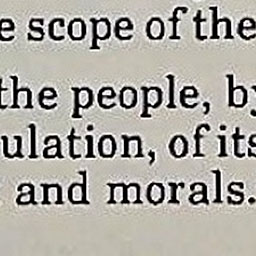 e scope of the
the people, by
ulation, of its
and morals.